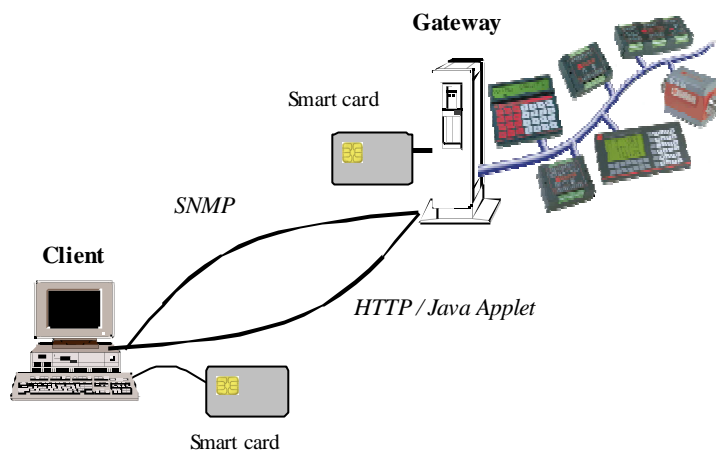 Gateway
Smart card
SNMP
Client
HTTP / Java Applet
Smart card